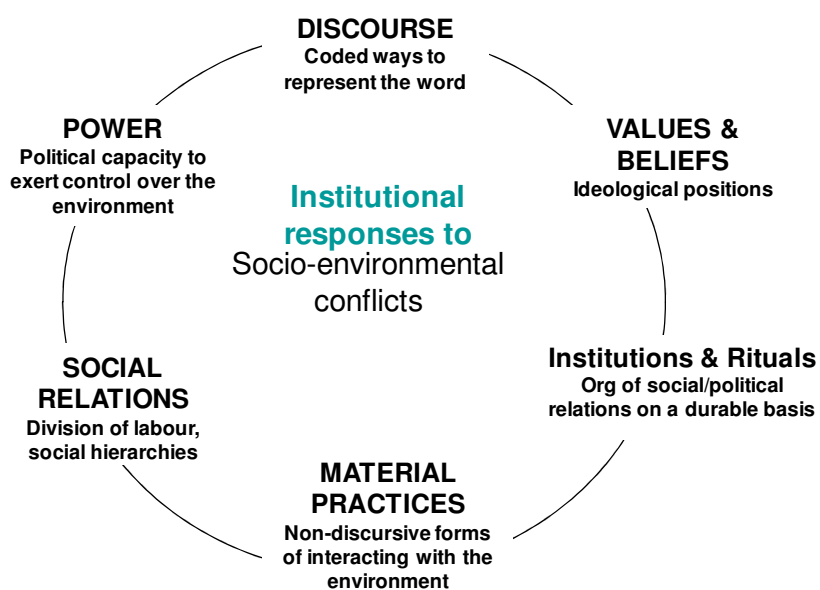 DISCOURSE
Coded ways to
represent the word
POWER
Political capacity to
exert control over the
environment
VALUES &
BELIEFS
Ideological positions
Institutional
responses to
Socio-environmental
conflicts
SOCIAL
RELATIONS
Division of labour,
social hierarchies
Institutions & Rituals
Org of social/political
relations on a durable basis
MATERIAL
PRACTICES
Non-discursive forms
of interacting with the
environment